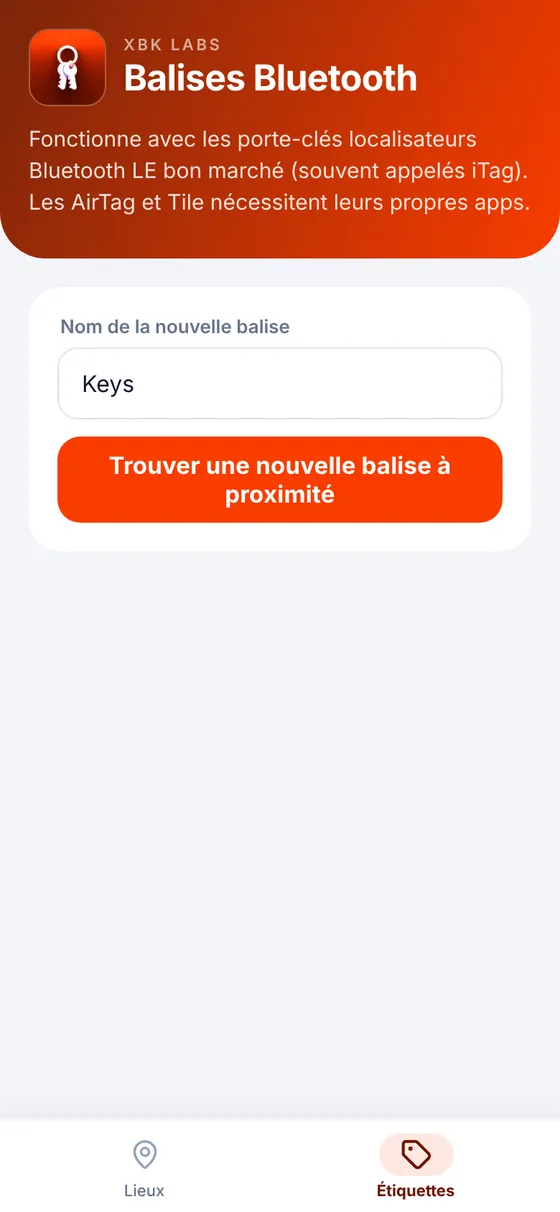 XBK LABS
Balises Bluetooth
Fonctionne avec les porte-clés localisateurs
Bluetooth LE bon marché (souvent appelés iTag).
Les AirTag et Tile nécessitent leurs propres apps.
Nom de la nouvelle balise
Keys
Trouver une nouvelle balise à
proximité
Lieux
Étiquettes